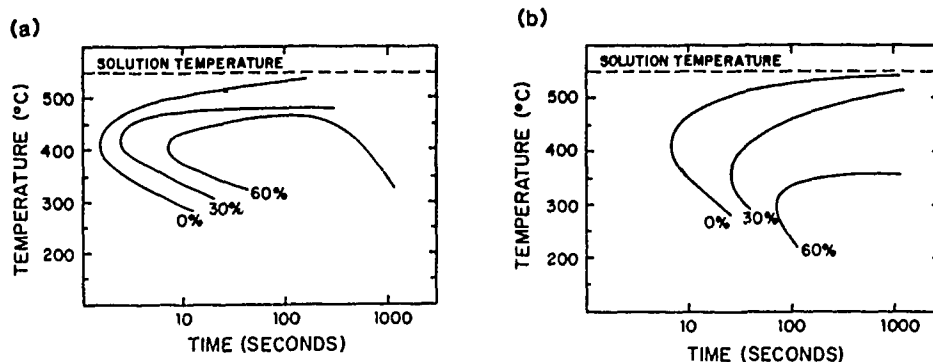 (a)
SOLUTION TEMPERATURE
TEMPERATURE (°C)
500
400
300
200
0%
30%
60%
10
100
1000
TIME (SECONDS)
(b)
SOLUTION TEMPERATURE
TEMPERATURE (°C)
500
400
300
200
0%
30%
60%
10
100
1000
TIME (SECONDS)